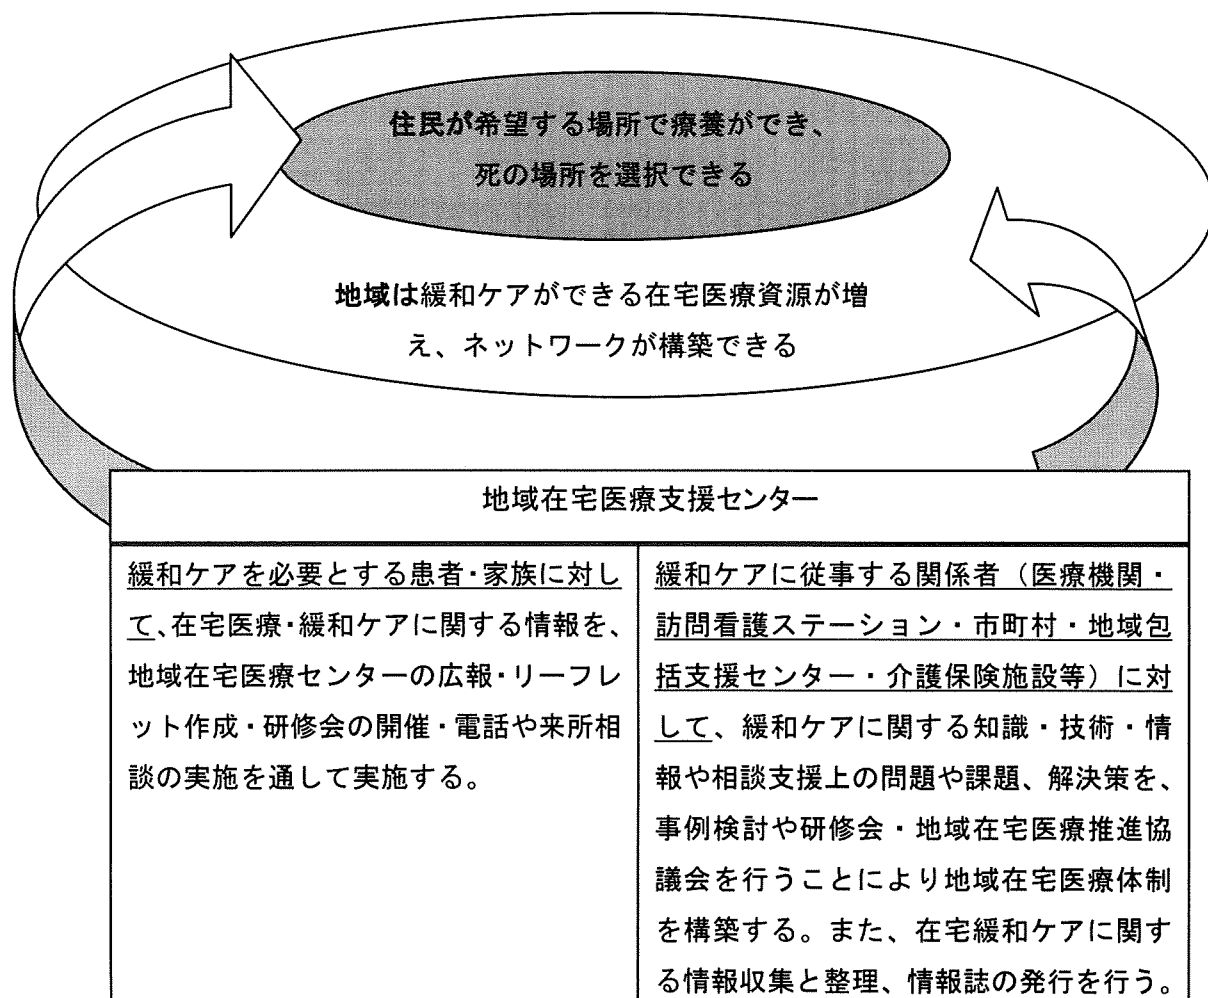 住民が希望する場所で療養ができ、
死の場所を選択できる
地域は緩和ケアができる在宅医療資源が増
え、ネットワークが構築できる
地域在宅医療支援センター
緩和ケアを必要とする患者・家族に対し
て、在宅医療・緩和ケアに関する情報を、
地域在宅医療センターの広報・リーフレ
ット作成・研修会の開催・電話や来所相
談の実施を通して実施する。
緩和ケアに従事する関係者（医療機関・
訪問看護ステーション・市町村・地域包
括支援センター・介護保険施設等）に対
して、緩和ケアに関する知識・技術・情
報や相談支援上の問題や課題、解決策を、
事例検討や研修会・地域在宅医療推進協
議会を行うことにより地域在宅医療体制
を構築する。また、在宅緩和ケアに関す
る情報収集と整理、情報誌の発行を行う。